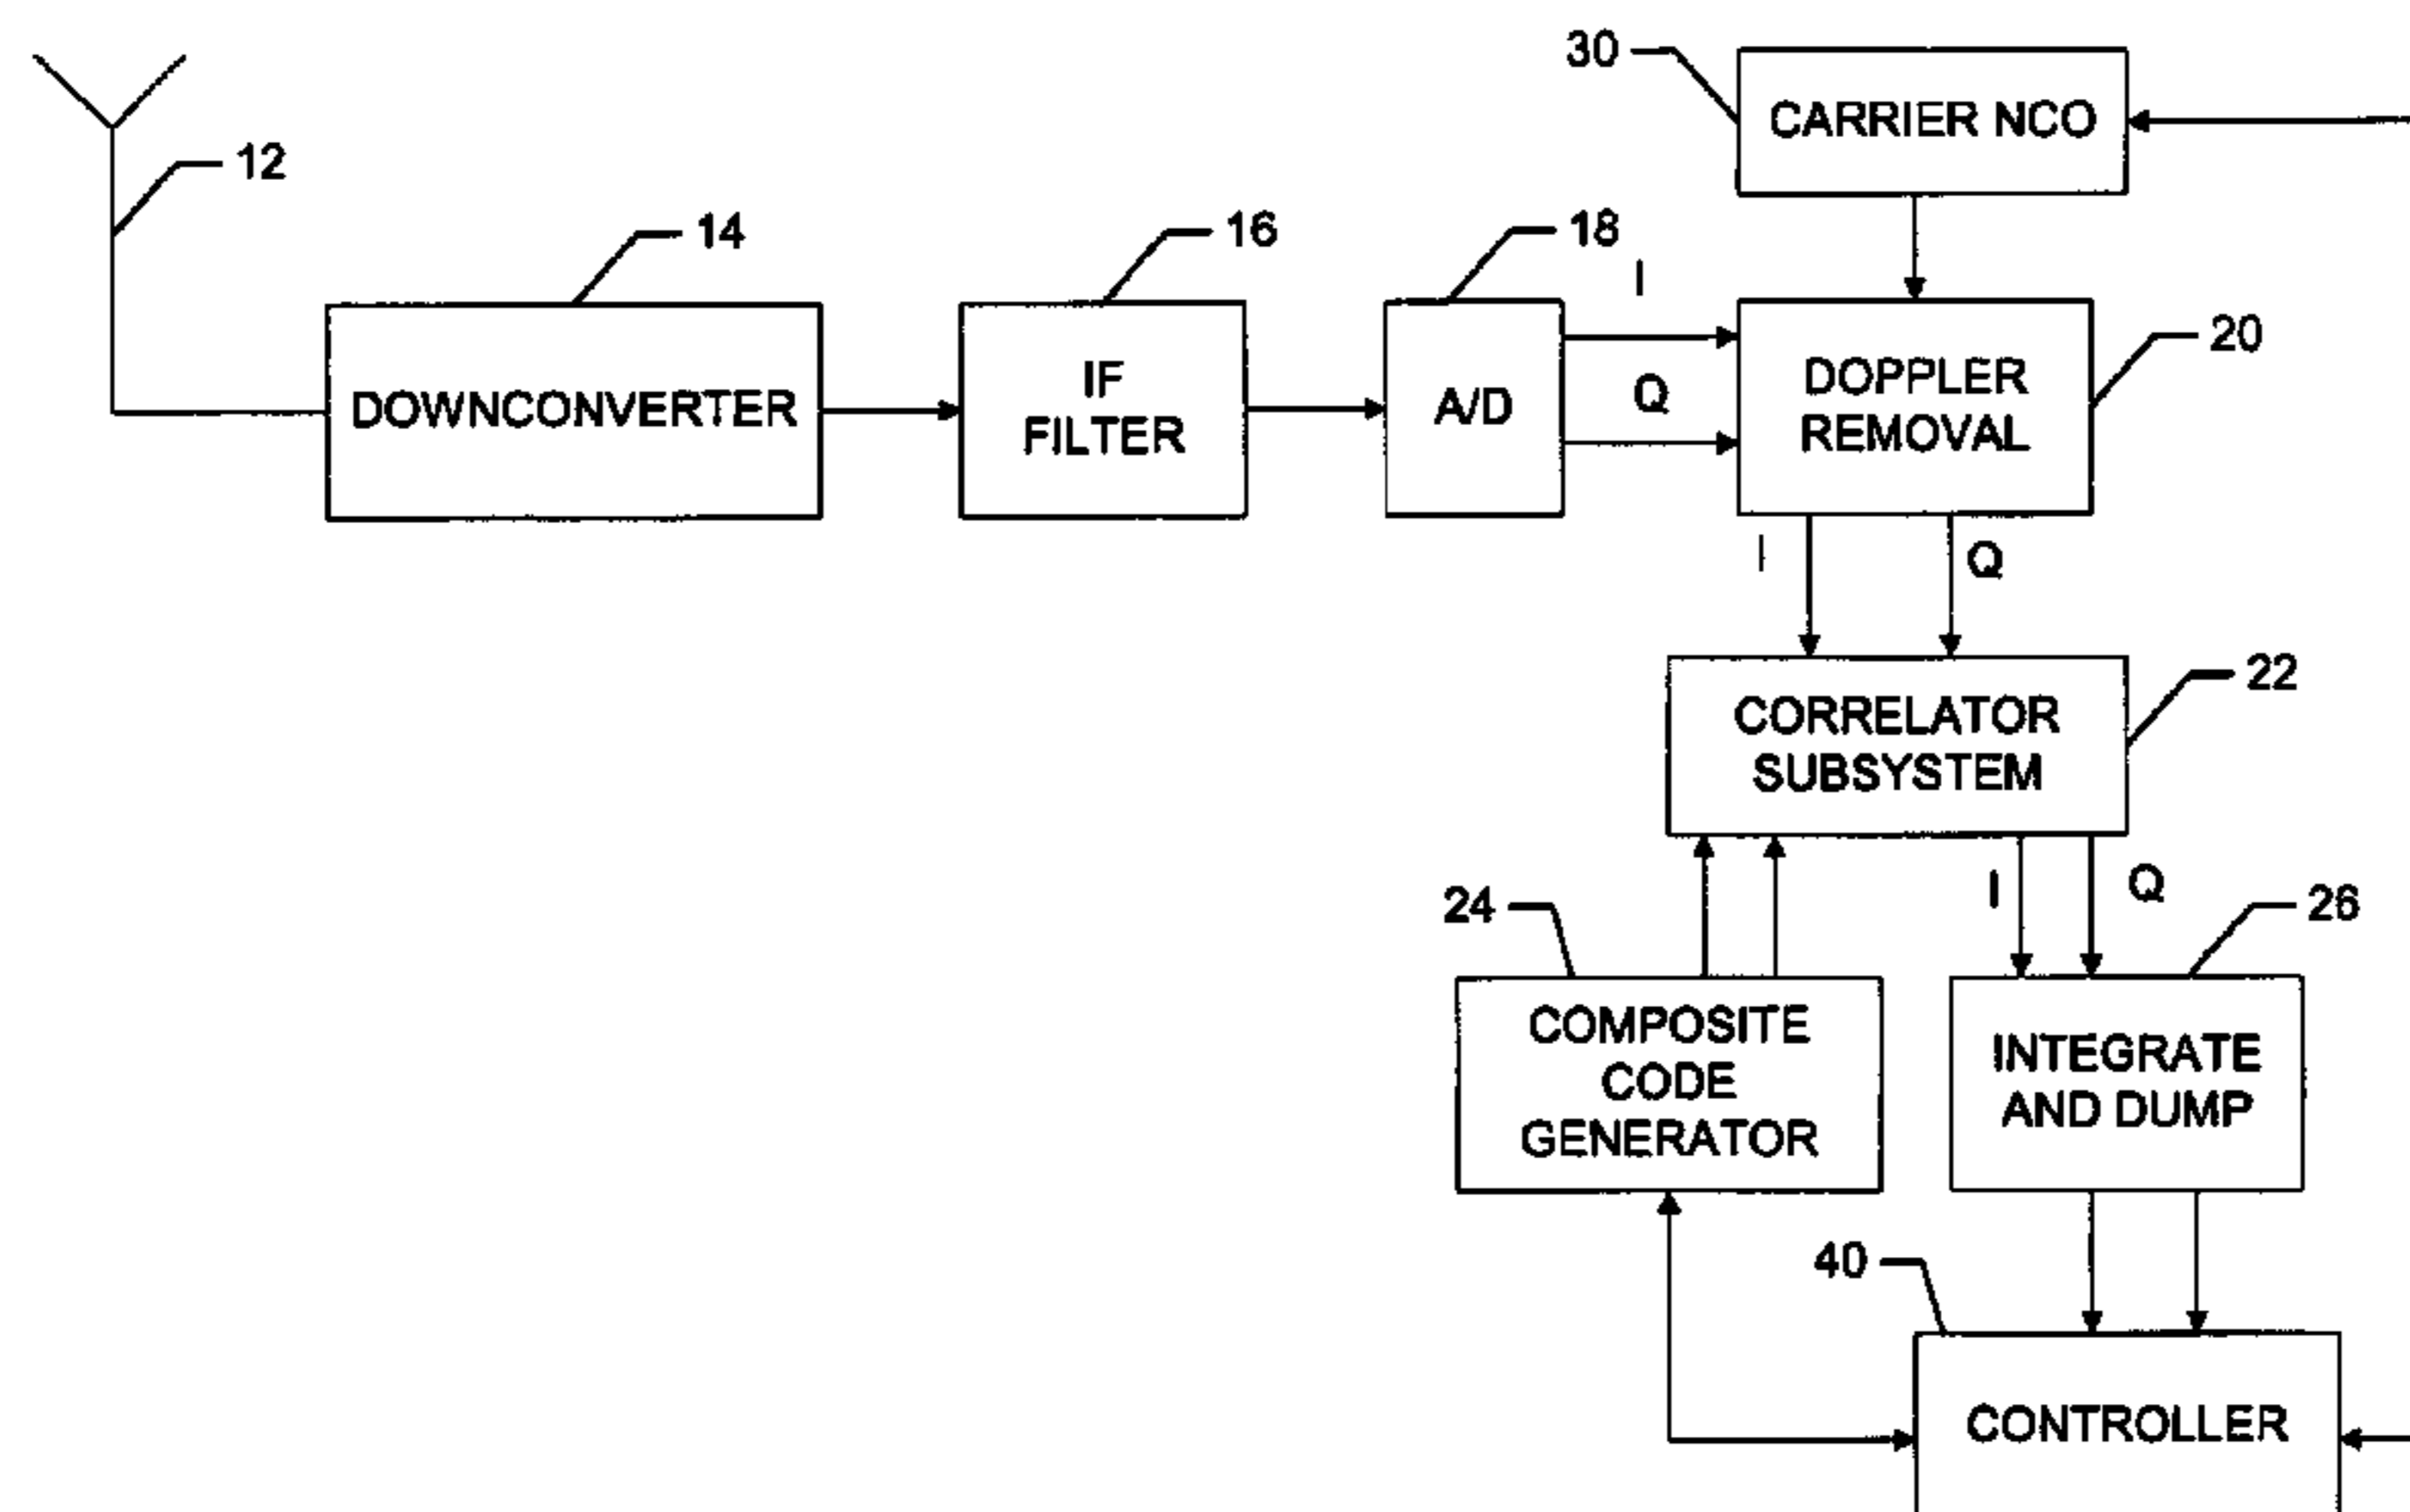 30
CARRIER NCO
12
14
16
18
I
20
DOWNCONVERTER
IF
FILTER
A/D
Q
DOPPLER
REMOVAL
I
Q
22
CORRELATOR
SUBSYSTEM
24
I
Q
26
COMPOSITE
CODE
GENERATOR
INTEGRATE
AND DUMP
40
CONTROLLER